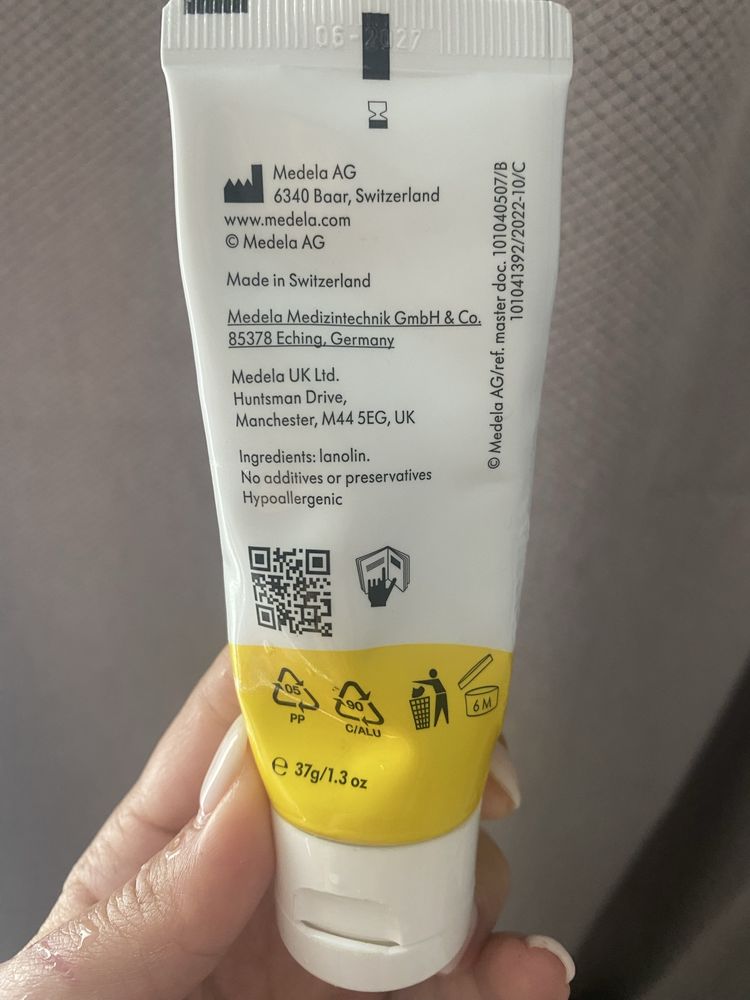 06-2027
Medela AG
6340 Baar, Switzerland
www.medela.com
© Medela AG
Made in Switzerland
Medela Medizintechnik GmbH & Co.
85378 Eching, Germany
Medela UK Ltd.
Huntsman Drive,
Manchester, M44 5EG, UK
Ingredients: lanolin.
No additives or preservatives
Hypoallergenic
© Medela AG/ref. master doc. 101040507/B
101041392/2022-10/C
05
PP
90
C/ALU
6 M
℮ 37g/1.3 oz